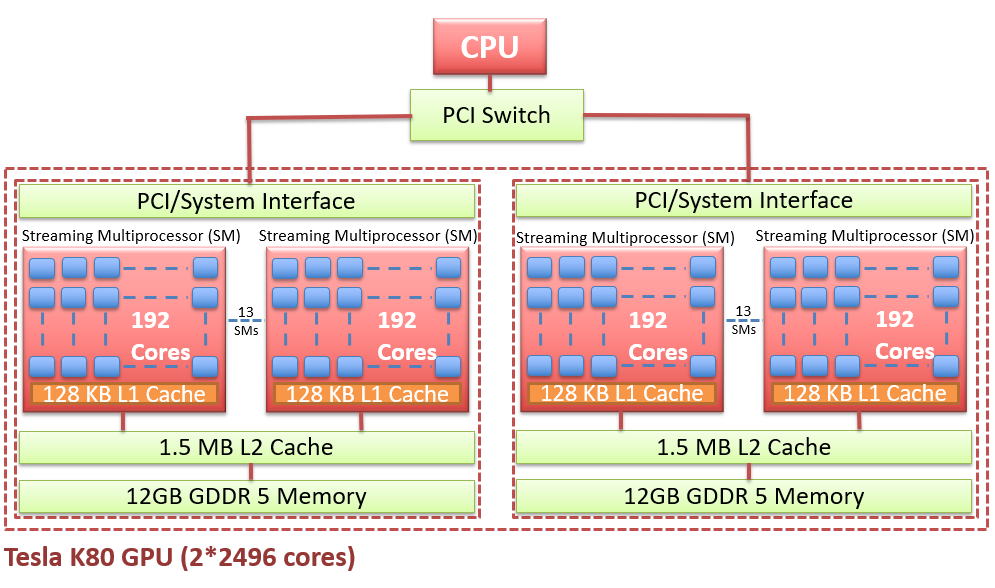 CPU
PCI Switch
PCI/System Interface
PCI/System Interface
Streaming Multiprocessor (SM)
Streaming Multiprocessor (SM)
Streaming Multiprocessor (SM)
Streaming Multiprocessor (SM)
192
Cores
128 KB L1 Cache
13
SMs
192
Cores
128 KB L1 Cache
192
Cores
128 KB L1 Cache
13
SMs
192
Cores
128 KB L1 Cache
1.5 MB L2 Cache
1.5 MB L2 Cache
12GB GDDR 5 Memory
12GB GDDR 5 Memory
Tesla K80 GPU (2*2496 cores)